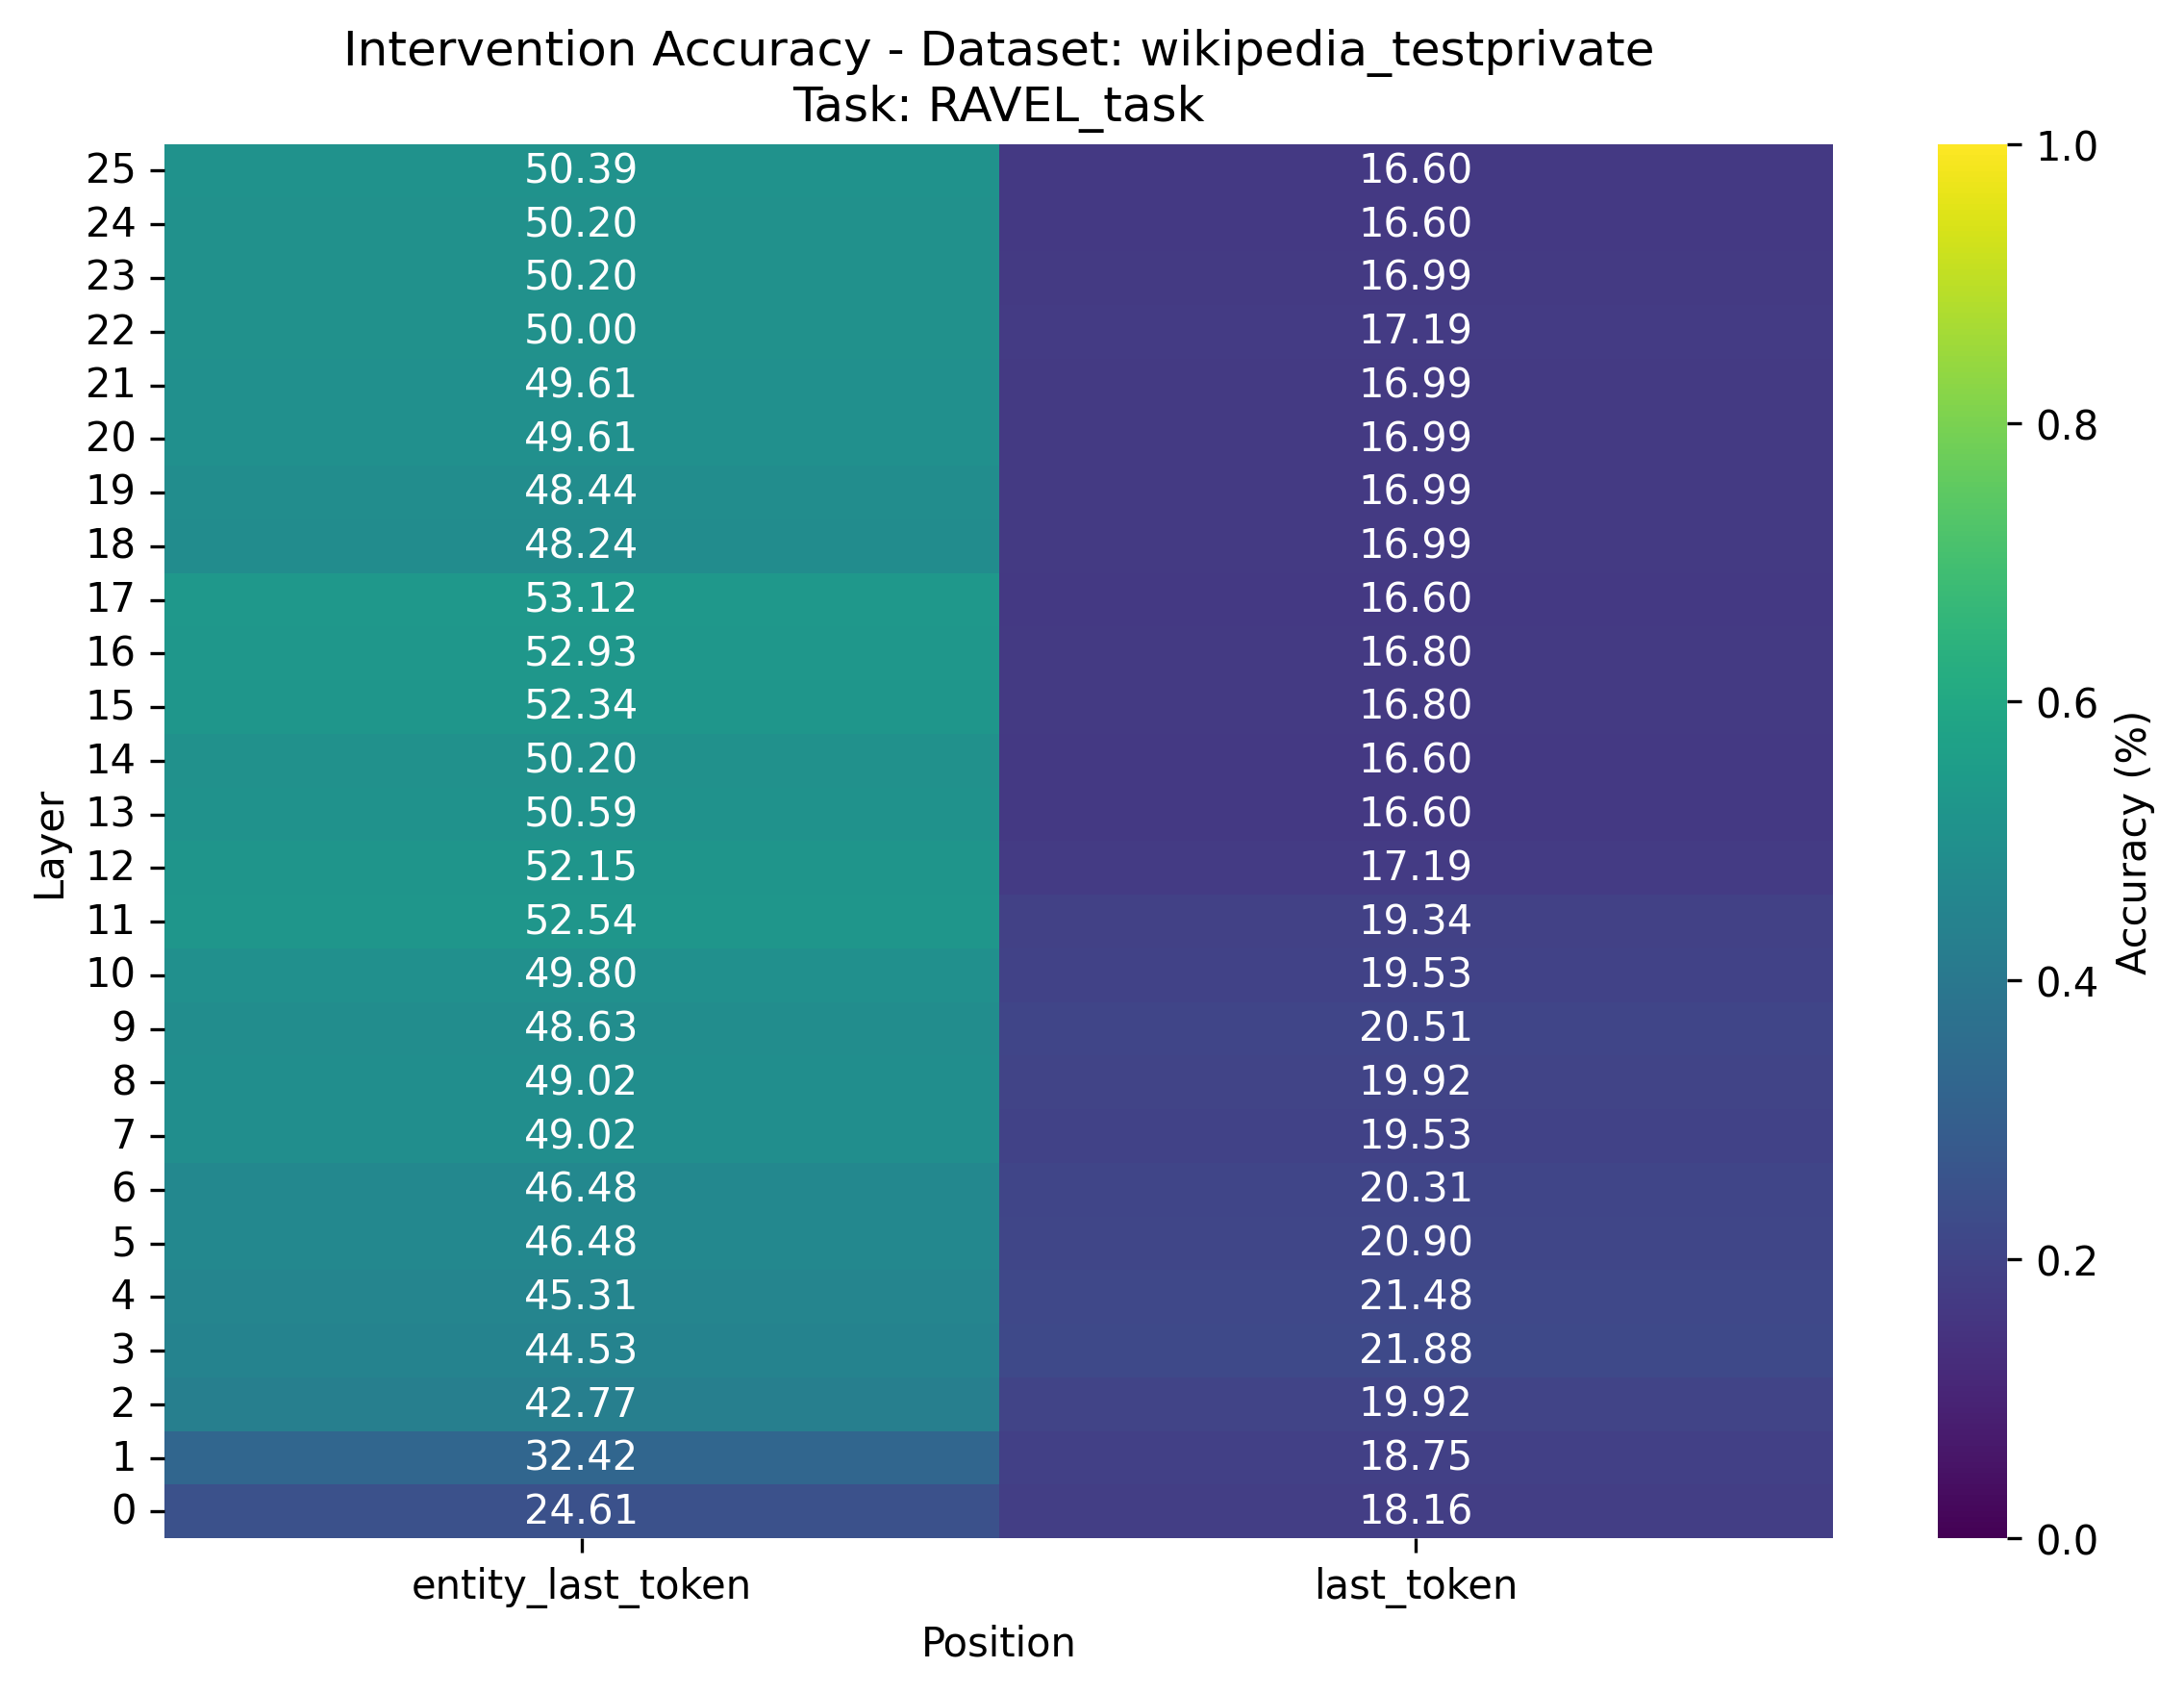 Intervention Accuracy - Dataset: wikipedia_testprivate
Task: RAVEL_task
25 50.39 16.60
24 50.20 16.60
23 50.20 16.99
22 50.00 17.19
21 49.61 16.99
20 49.61 16.99
19 48.44 16.99
18 48.24 16.99
17 53.12 16.60
16 52.93 16.80
15 52.34 16.80
14 50.20 16.60
13 50.59 16.60
12 52.15 17.19
11 52.54 19.34
10 49.80 19.53
9 48.63 20.51
8 49.02 19.92
7 49.02 19.53
6 46.48 20.31
5 46.48 20.90
4 45.31 21.48
3 44.53 21.88
2 42.77 19.92
1 32.42 18.75
0 24.61 18.16
entity_last_token last_token
Position
Layer
1.0
0.8
0.6
0.4
0.2
0.0
Accuracy (%)